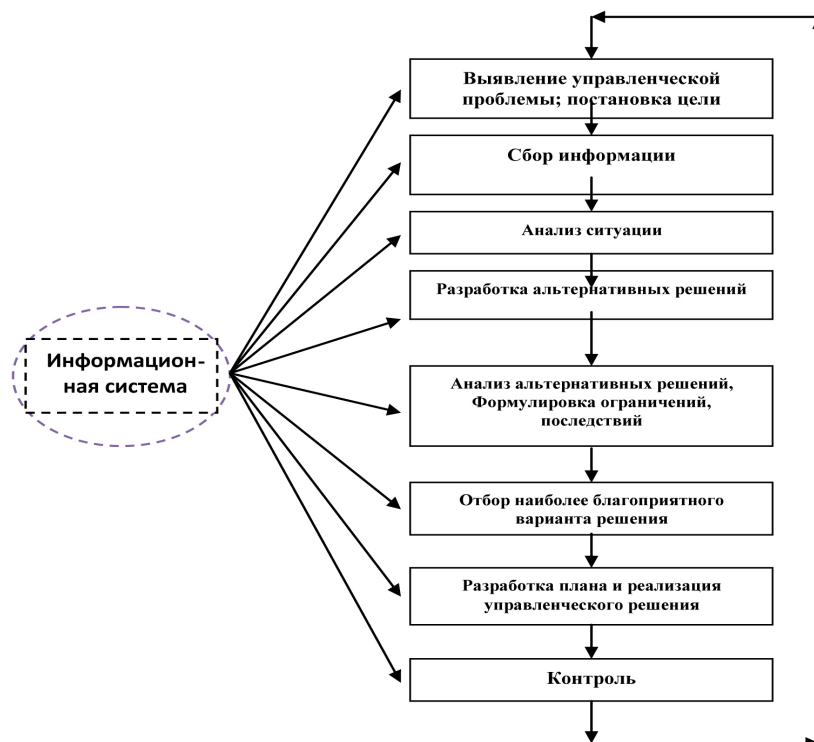 Выявление управленческой
проблемы; постановка цели
Сбор информации
Анализ ситуации
Разработка альтернативных решений
Информацион-
ная система
Анализ альтернативных решений,
Формулировка ограничений,
последствий
Отбор наиболее благоприятного
варианта решения
Разработка плана и реализация
управленческого решения
Контроль